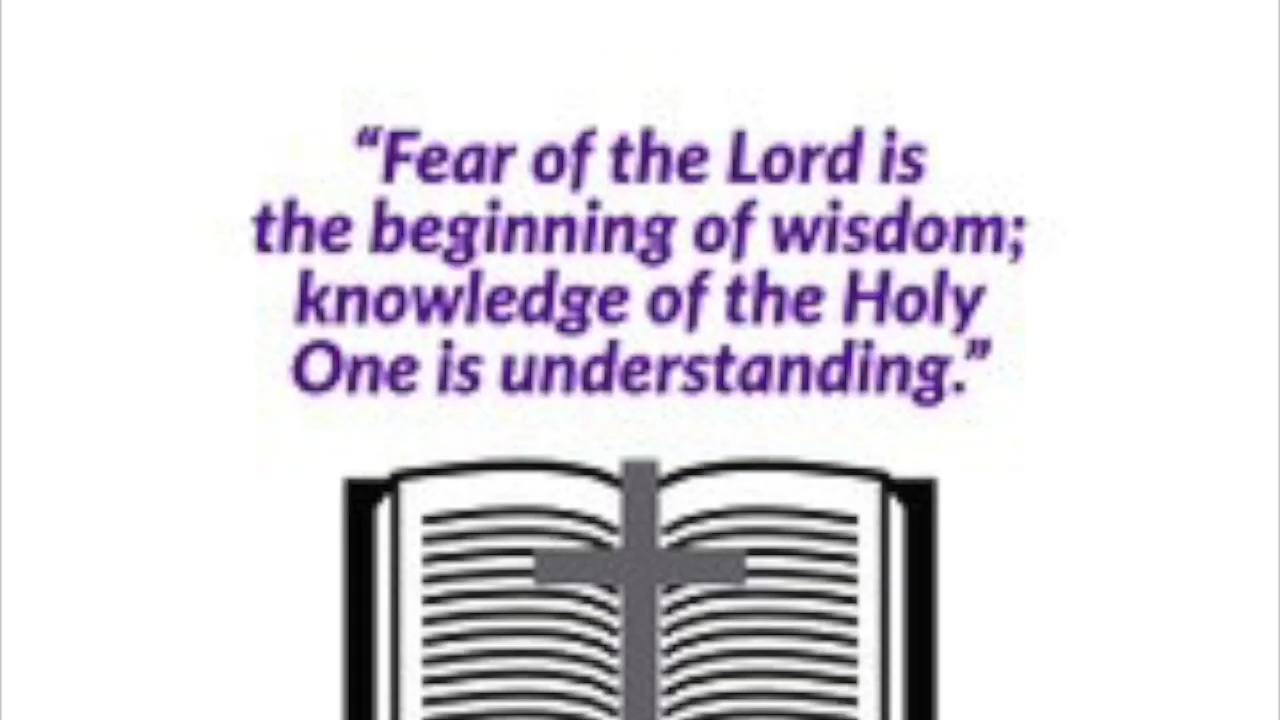 “Fear of the Lord is
the beginning of wisdom;
knowledge of the Holy
One is understanding.”